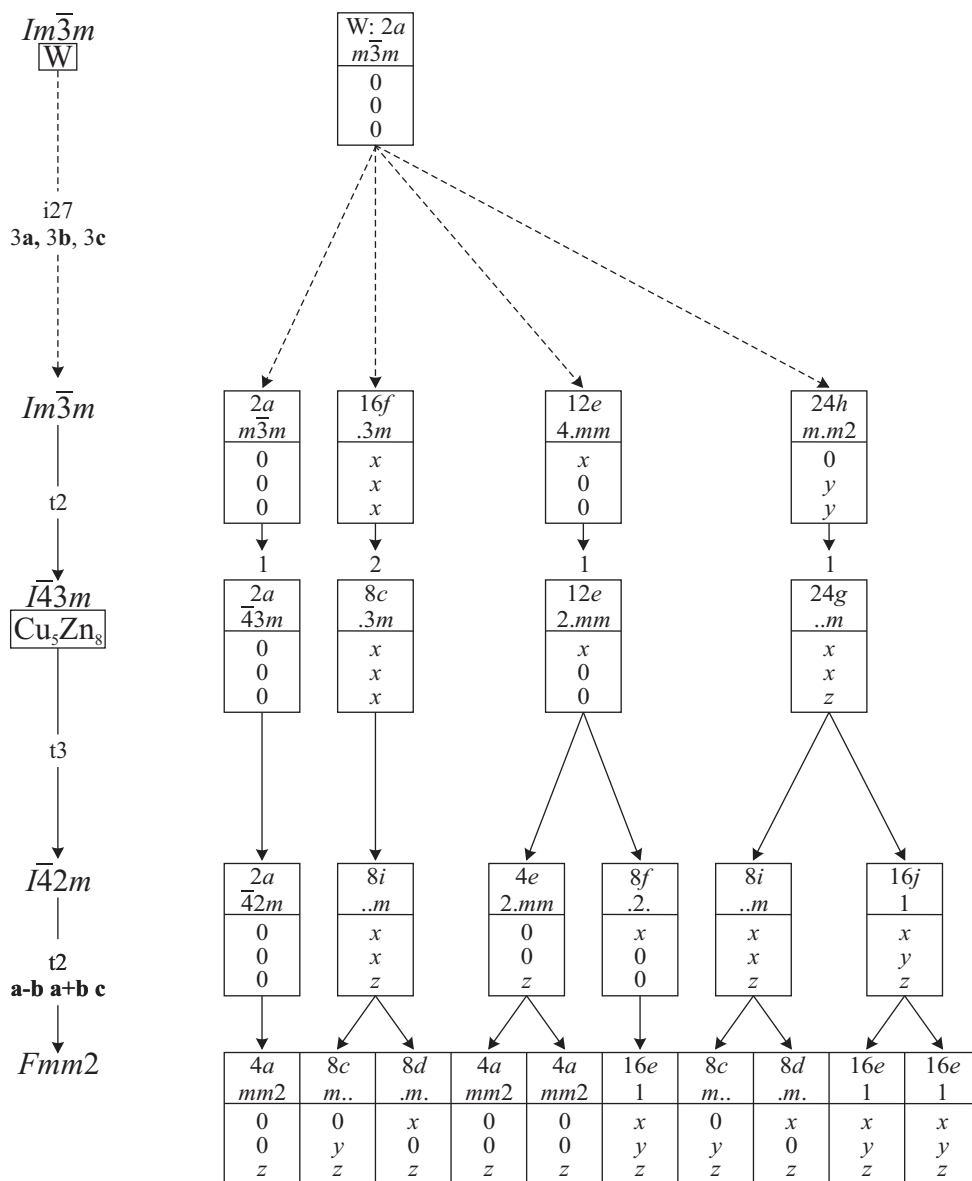 Im3̅m W: 2a
W m3̅m
0
0
0
i27
3a, 3b, 3c
Im3̅m 2a 16f 12e 24h
m3̅m .3m 4.mm m.m2
0 x x 0
0 x 0 y
0 x 0 y
t2
1 2 1 1
I4̅3m 2a 8c 12e 24g
Cu₅Zn₈ 4̅3m .3m 2.mm ..m
0 x x x
0 x 0 x
0 x 0 z
t3
I4̅2m 2a 8i 4e 8f 8i 16j
4̅2m ..m 2.mm .2. ..m 1
0 x 0 x x x
0 x 0 0 x y
0 z z 0 z z
t2
a-b a+b c
Fmm2 4a 8c 8d 4a 4a 16e 8c 8d 16e 16e
mm2 m.. .m. mm2 mm2 1 m.. .m. 1 1
0 0 x 0 0 x 0 x x x
0 y 0 0 0 y y 0 y y
z z z z z z z z z z